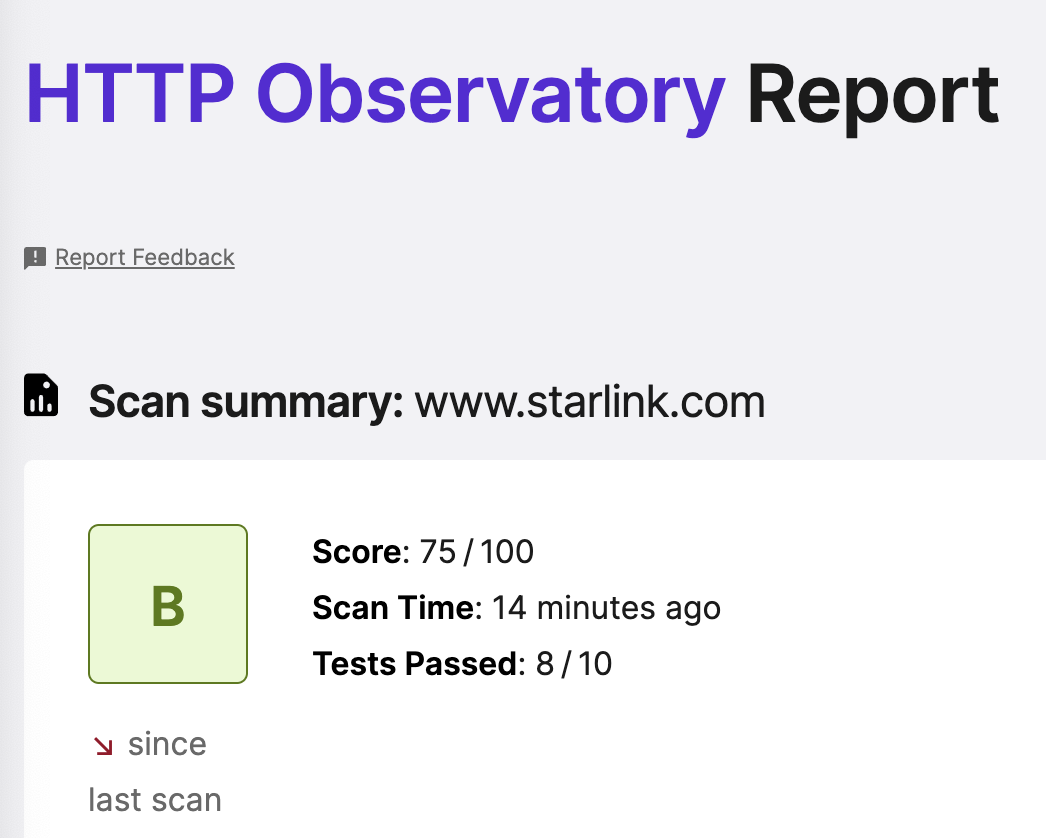 HTTP Observatory Report
Report Feedback
Scan summary: www.starlink.com
B
Score: 75 / 100
Scan Time: 14 minutes ago
Tests Passed: 8 / 10
since
last scan